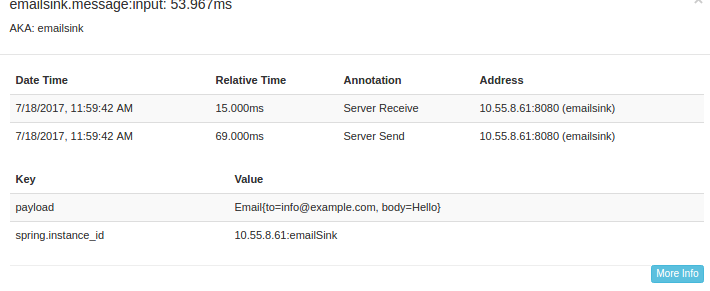 emailsink.message:input: 53.967ms
AKA: emailsink
Date Time Relative Time Annotation Address
7/18/2017, 11:59:42 AM 15.000ms Server Receive 10.55.8.61:8080 (emailsink)
7/18/2017, 11:59:42 AM 69.000ms Server Send 10.55.8.61:8080 (emailsink)
Key Value
payload Email{to=info@example.com, body=Hello}
spring.instance_id 10.55.8.61:emailSink
More Info